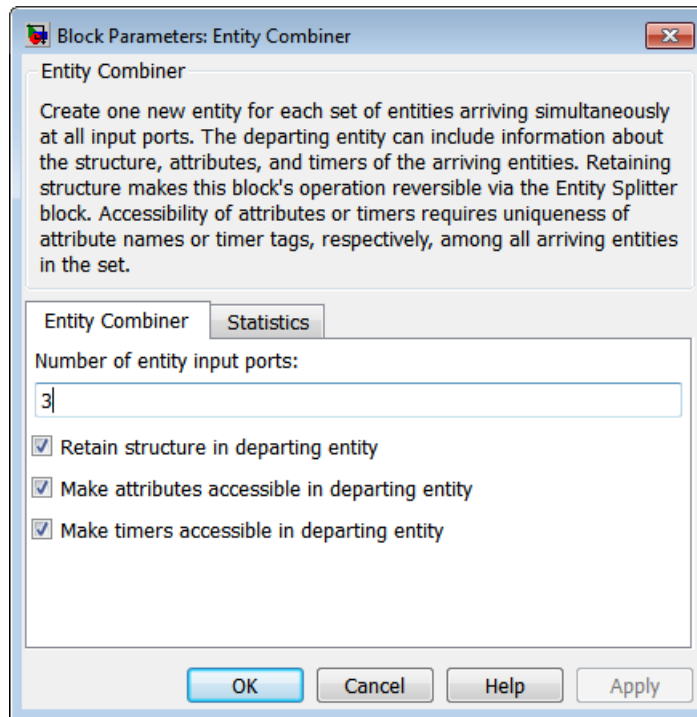 Block Parameters: Entity Combiner
Entity Combiner
Create one new entity for each set of entities arriving simultaneously
at all input ports. The departing entity can include information about
the structure, attributes, and timers of the arriving entities. Retaining
structure makes this block's operation reversible via the Entity Splitter
block. Accessibility of attributes or timers requires uniqueness of
attribute names or timer tags, respectively, among all arriving entities
in the set.
Entity Combiner Statistics
Number of entity input ports:
3
Retain structure in departing entity
Make attributes accessible in departing entity
Make timers accessible in departing entity
OK Cancel Help Apply